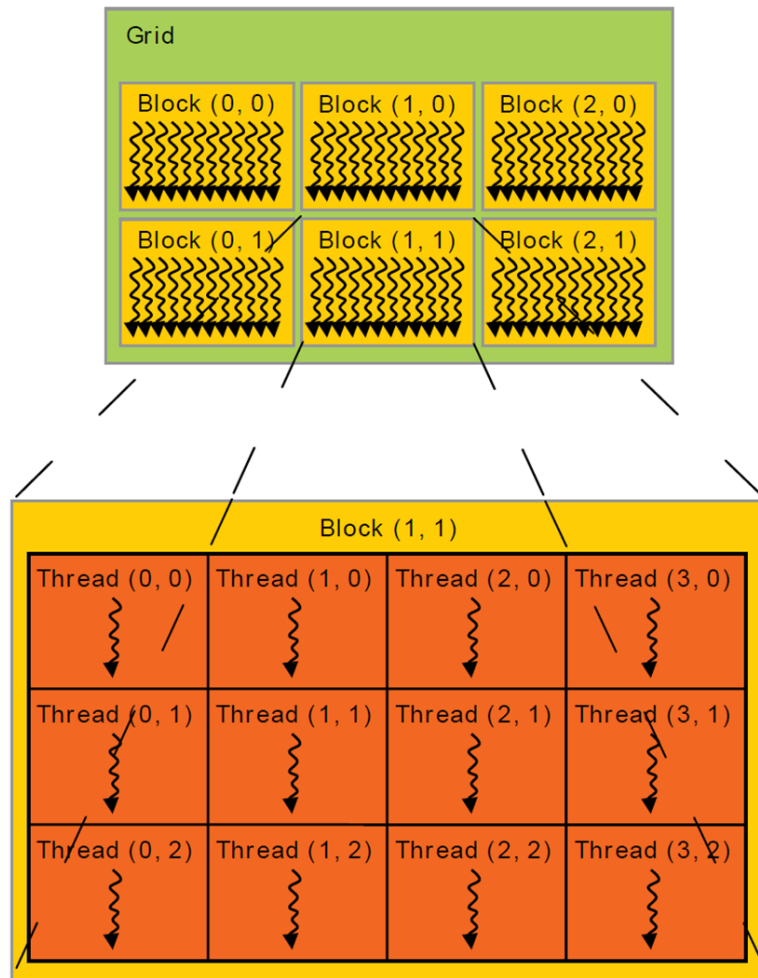 Grid
Block (0, 0) Block (1, 0) Block (2, 0)
Block (0, 1) Block (1, 1) Block (2, 1)
Block (1, 1)
Thread (0, 0) Thread (1, 0) Thread (2, 0) Thread (3, 0)
Thread (0, 1) Thread (1, 1) Thread (2, 1) Thread (3, 1)
Thread (0, 2) Thread (1, 2) Thread (2, 2) Thread (3, 2)